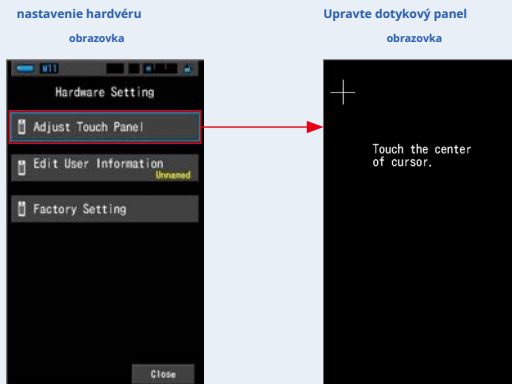 nastavenie hardvéru
obrazovka
Upravte dotykový panel
obrazovka
Hardware Setting
Adjust Touch Panel
Edit User Information
Unnamed
Factory Setting
Close
Touch the center
of cursor.